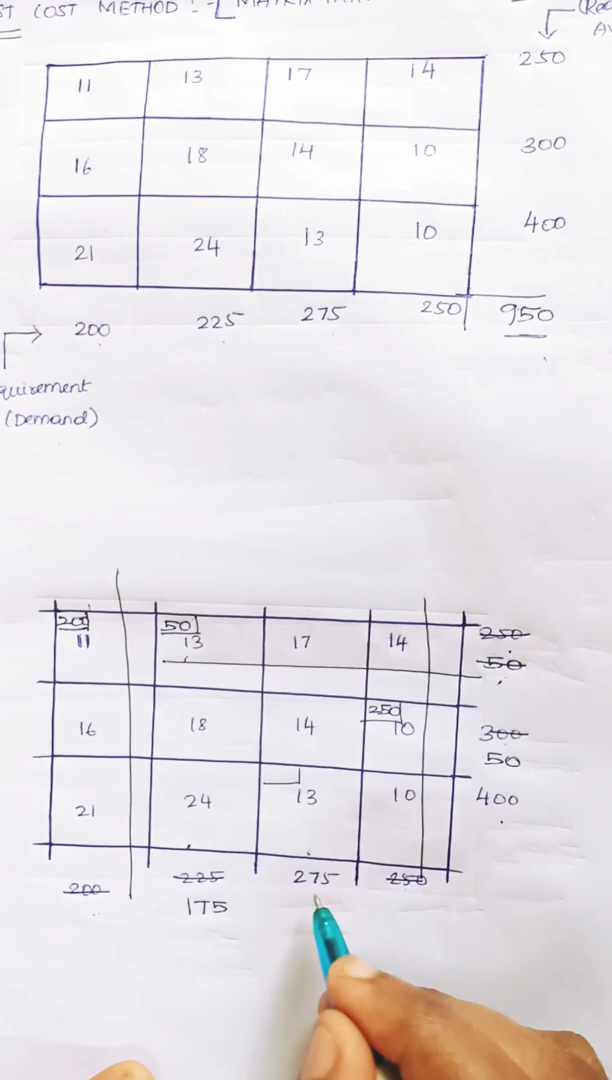 COST METHOD :-
11 13 17 14 250
16 18 14 10 300
21 24 13 10 400
200 225 275 250 950
(Demand)
200 50 250
11 13 17 14 50
250 300
16 18 14 10 50
21 24 13 10 400
200 225 275 250
175